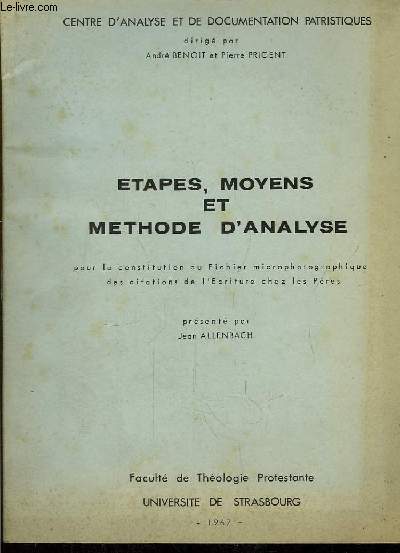 www.Le-livre.com
CENTRE D'ANALYSE ET DE DOCUMENTATION PATRISTIQUES
dirigé par
André BENOIT et Pierre PRIGENT
ETAPES, MOYENS
ET
METHODE D'ANALYSE
pour la constitution du Fichier microphotographique
des citations de l'Ecriture chez les Pères
présenté par
Jean ALLENBACH
Faculté de Théologie Protestante
UNIVERSITE DE STRASBOURG
- 1967 -